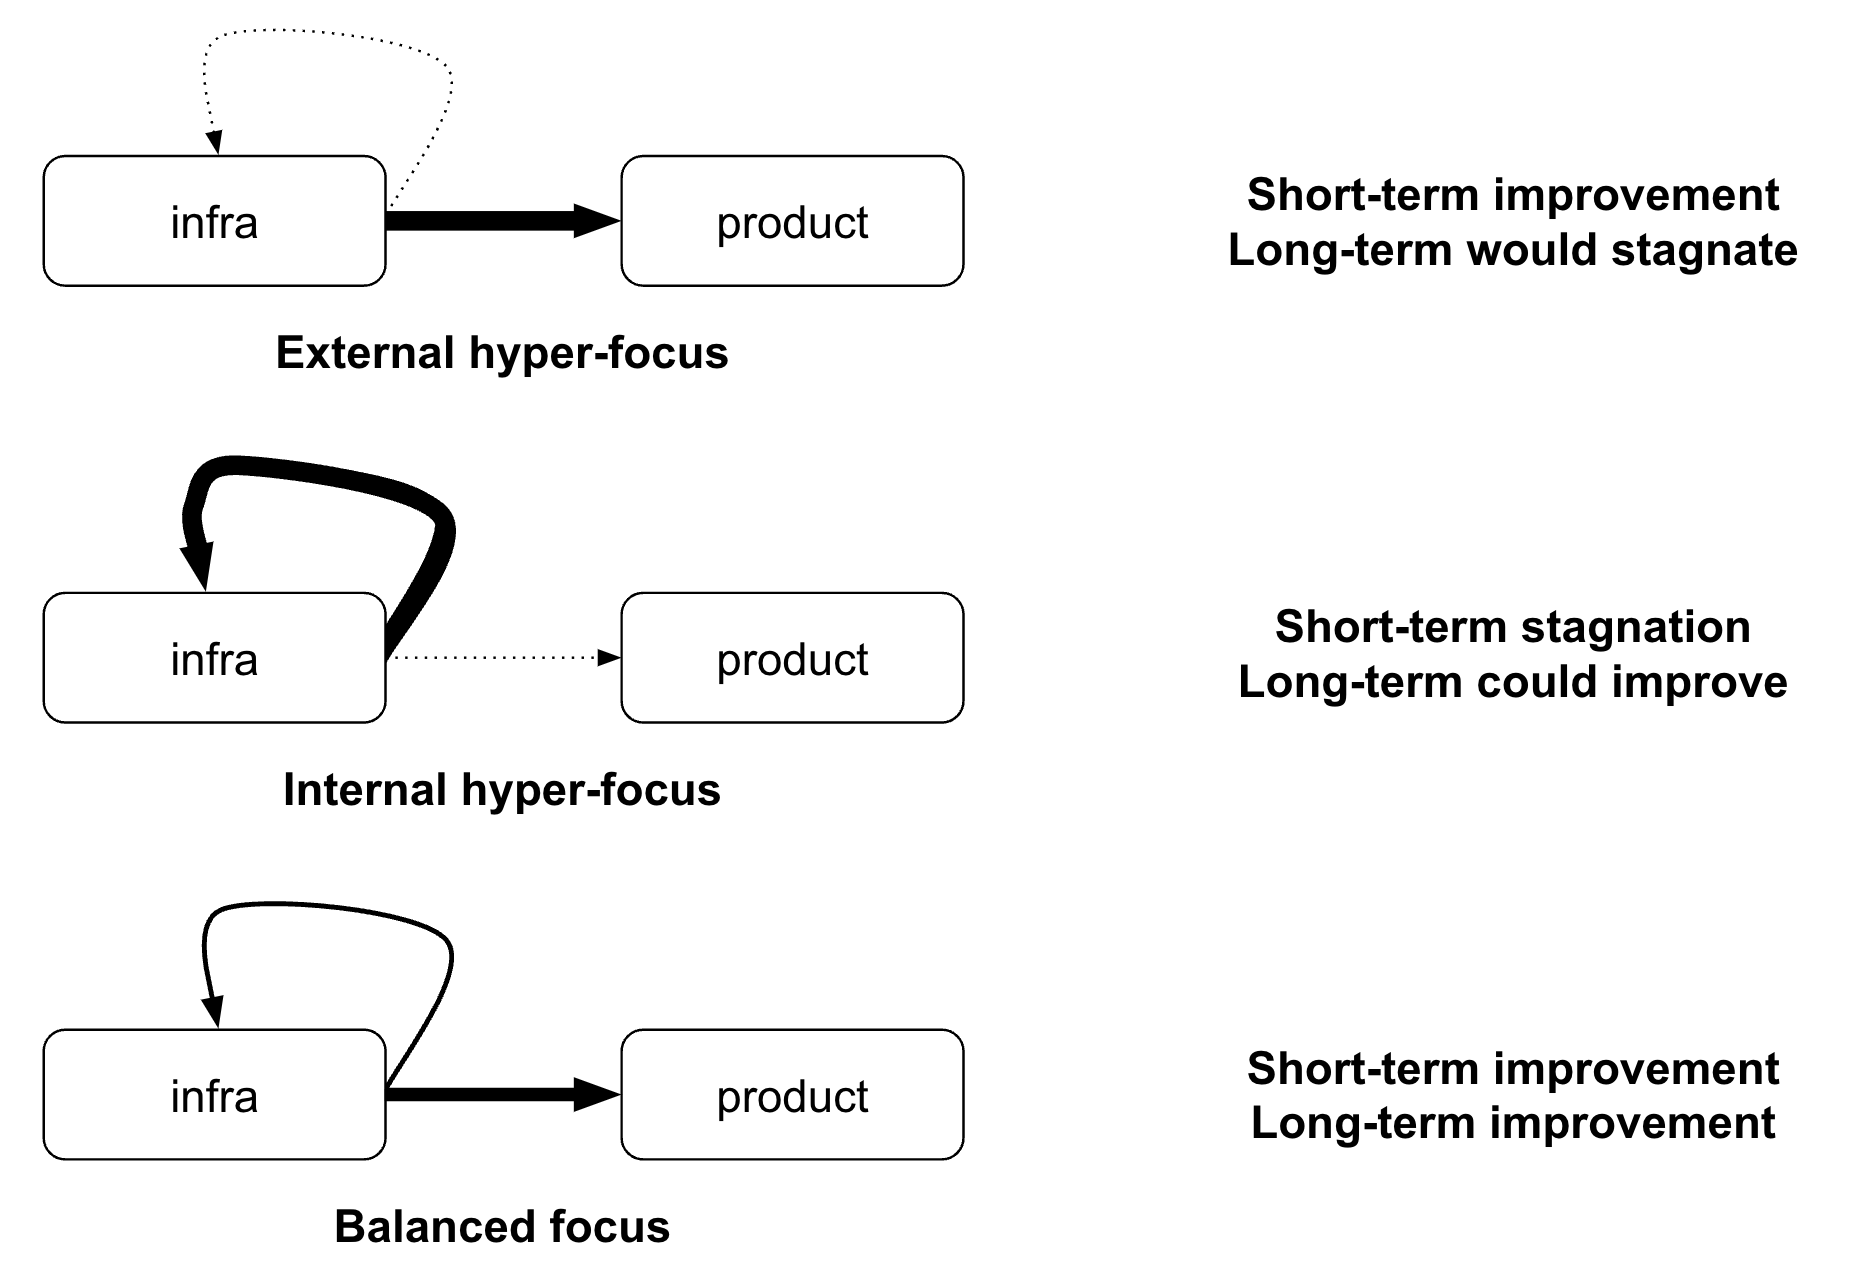 infra
product
Short-term improvement
Long-term would stagnate
External hyper-focus
infra
product
Short-term stagnation
Long-term could improve
Internal hyper-focus
infra
product
Short-term improvement
Long-term improvement
Balanced focus